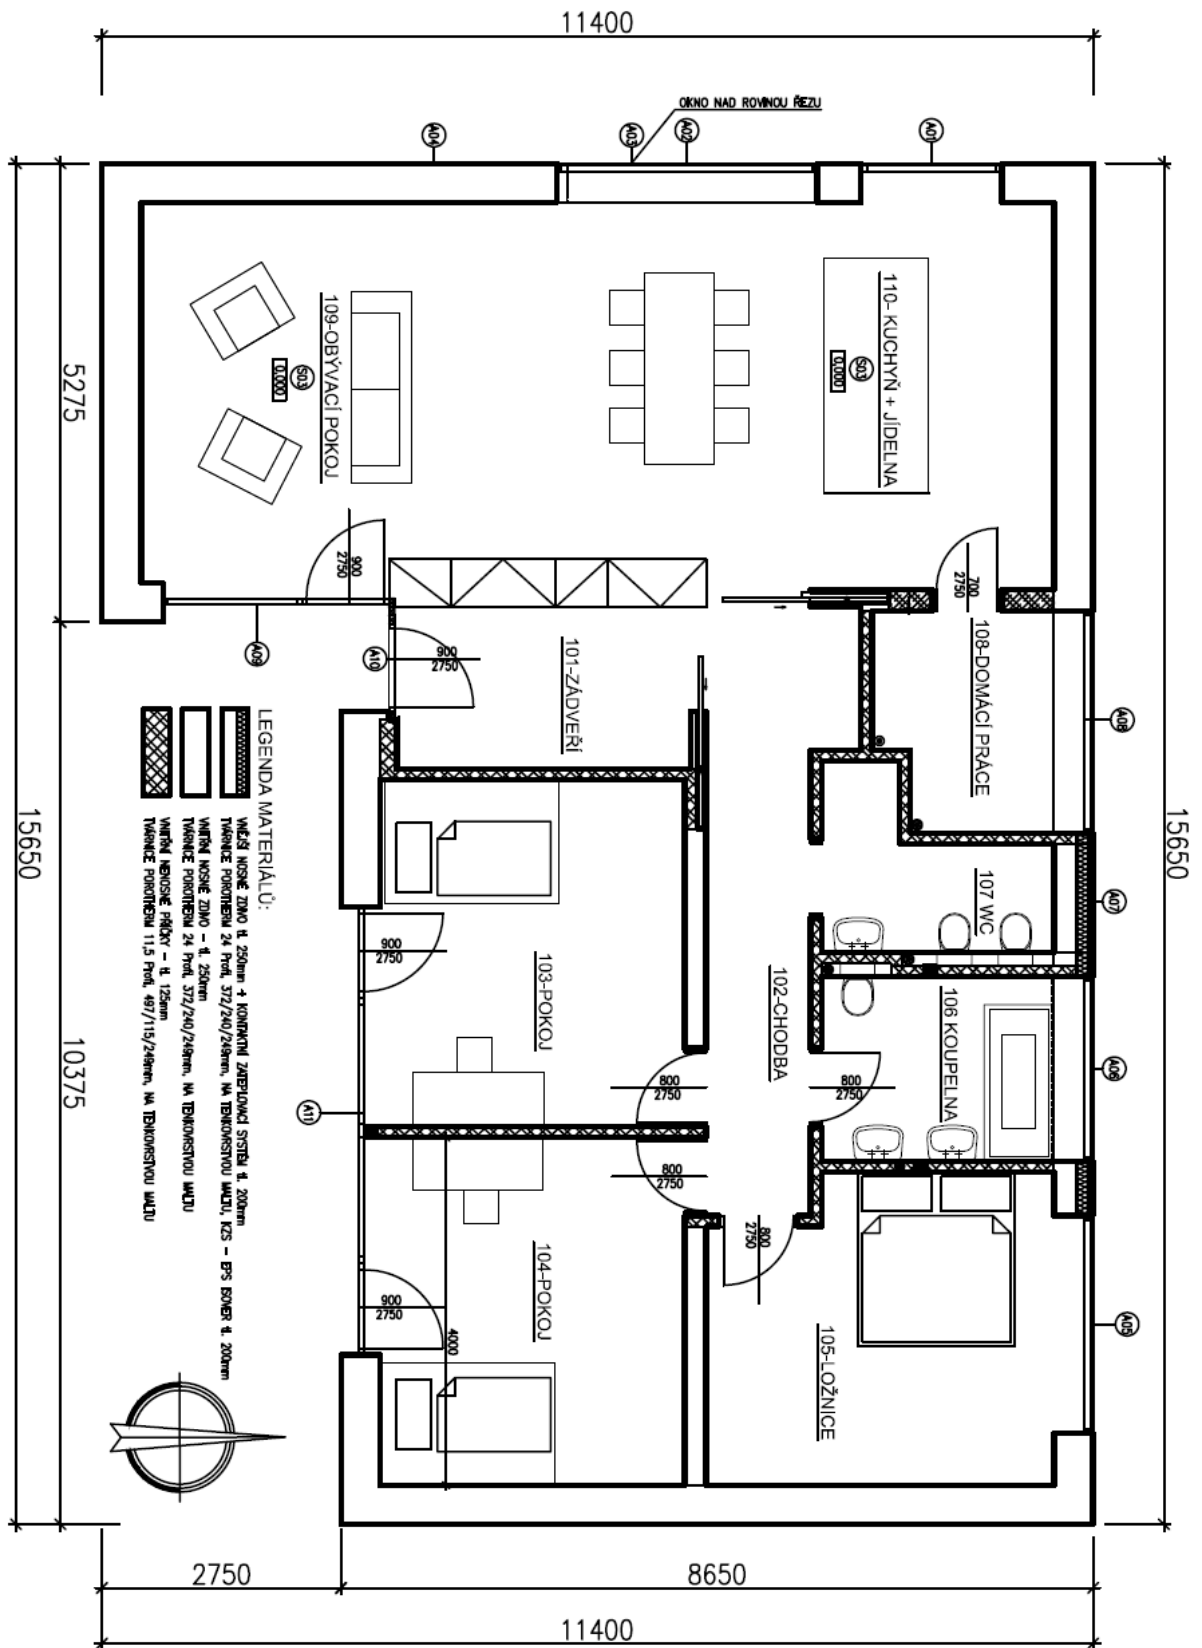 11400
OKNO NAD ROVINOU ŘEZU
A04
A03
A02
A01
15650
5275
10375
15650
109-OBÝVACÍ POKOJ
S03
0,000
110- KUCHYŇ + JÍDELNA
S03
0,000
900
2750
700
2750
A09
A10
900
2750
101-ZÁDVEŘÍ
108-DOMÁCÍ PRÁCE
A08
107 WC
A07
103-POKOJ
900
2750
102-CHODBA
106 KOUPELNA
A06
800
2750
800
2750
A11
800
2750
800
2750
104-POKOJ
900
2750
4000
105-LOŽNICE
A05
LEGENDA MATERIÁLŮ:
VNĚJŠÍ NOSNÉ ZDIVO tl. 250mm + KONTAKTNÍ ZATEPLOVACÍ SYSTÉM tl. 200mm
TVÁRNICE POROTHERM 24 Profi, 372/240/249mm, NA TENKOVRSTVOU MALTU, KZS - EPS ISOVER tl. 200mm
VNITŘNÍ NOSNÉ ZDIVO - tl. 250mm
TVÁRNICE POROTHERM 24 Profi, 372/240/249mm, NA TENKOVRSTVOU MALTU
VNITŘNÍ NENOSNÉ PŘÍČKY - tl. 125mm
TVÁRNICE POROTHERM 11,5 Profi, 497/115/249mm, NA TENKOVRSTVOU MALTU
2750
8650
11400